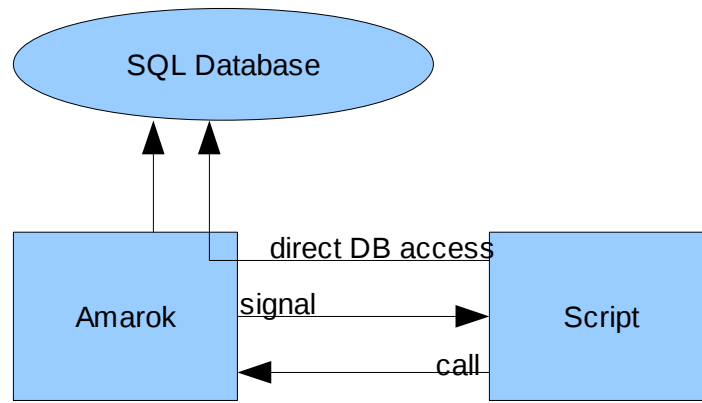 SQL Database
direct DB access
signal
Amarok
Script
call